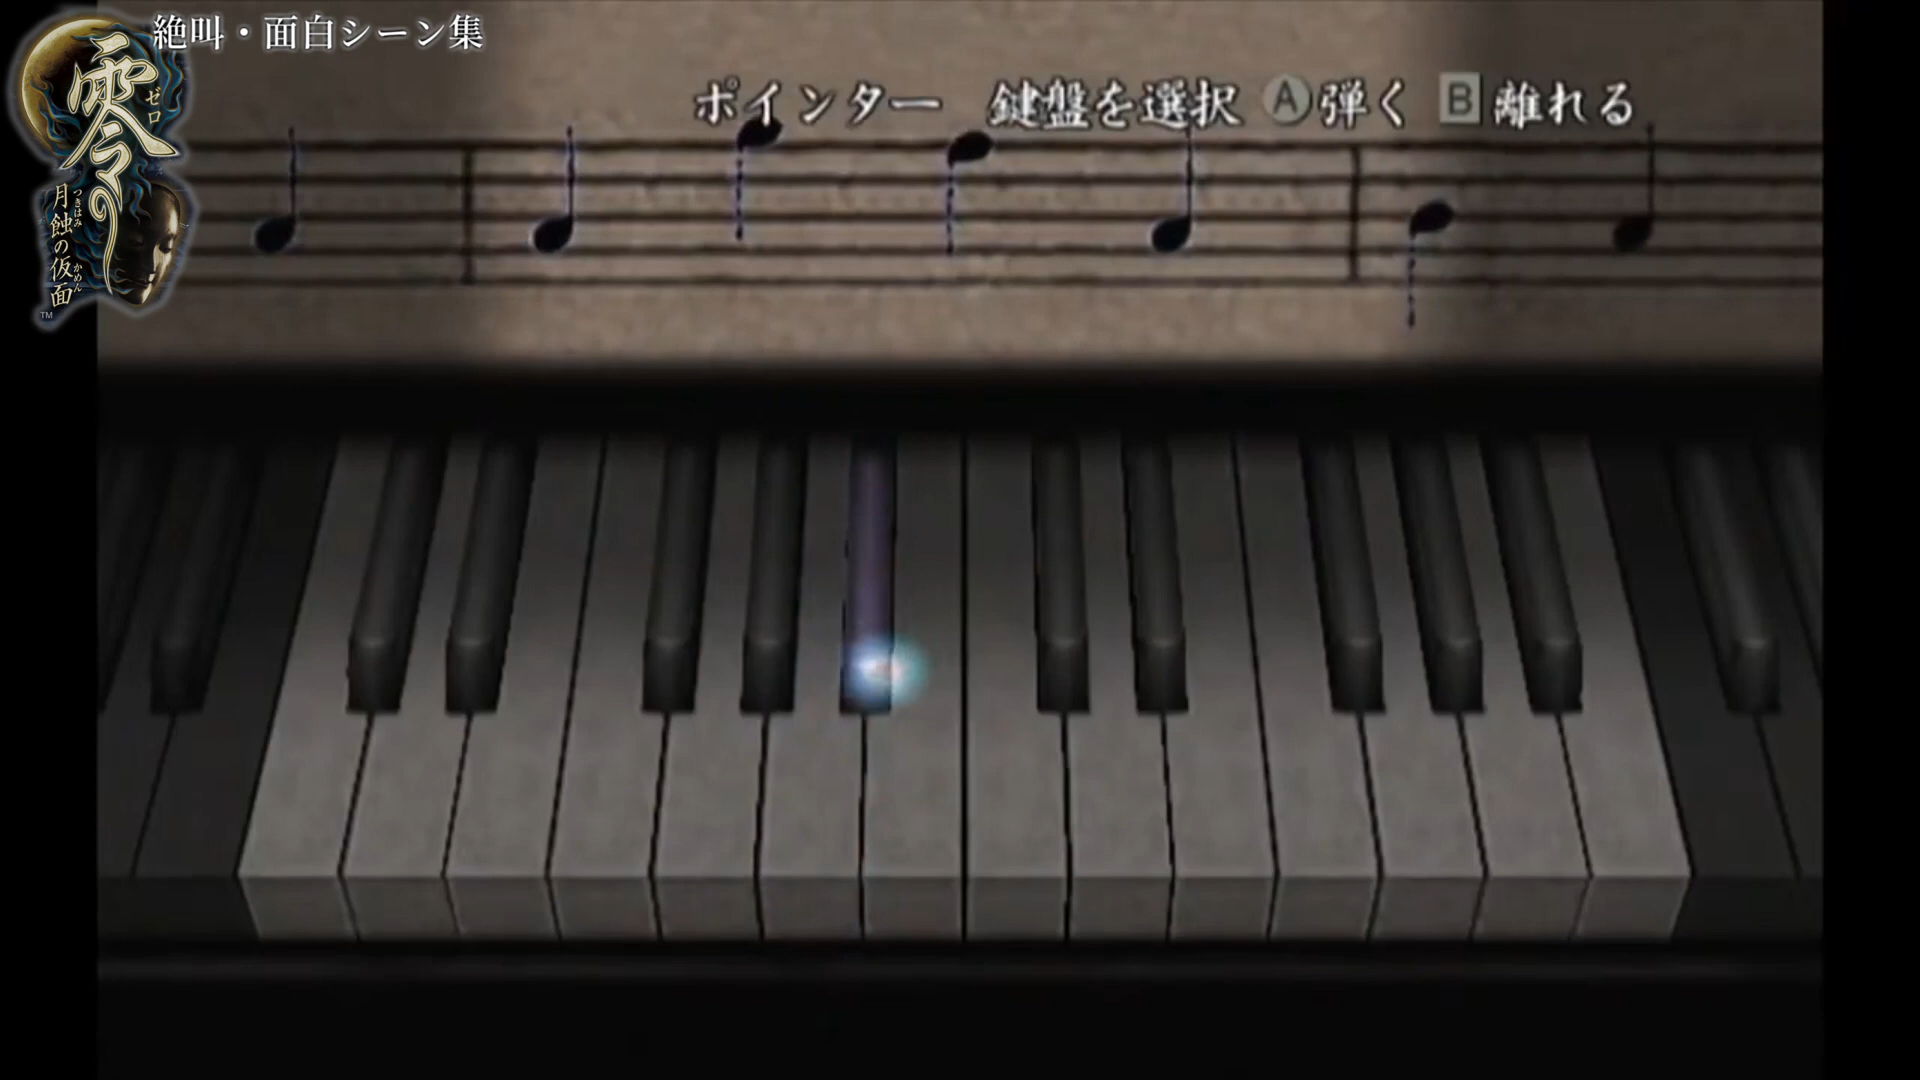 絶叫・面白シーン集
零
ゼロ
月蝕の仮面
つきはみ
かめん
TM
ポインター 鍵盤を選択 A 弾く B 離れる